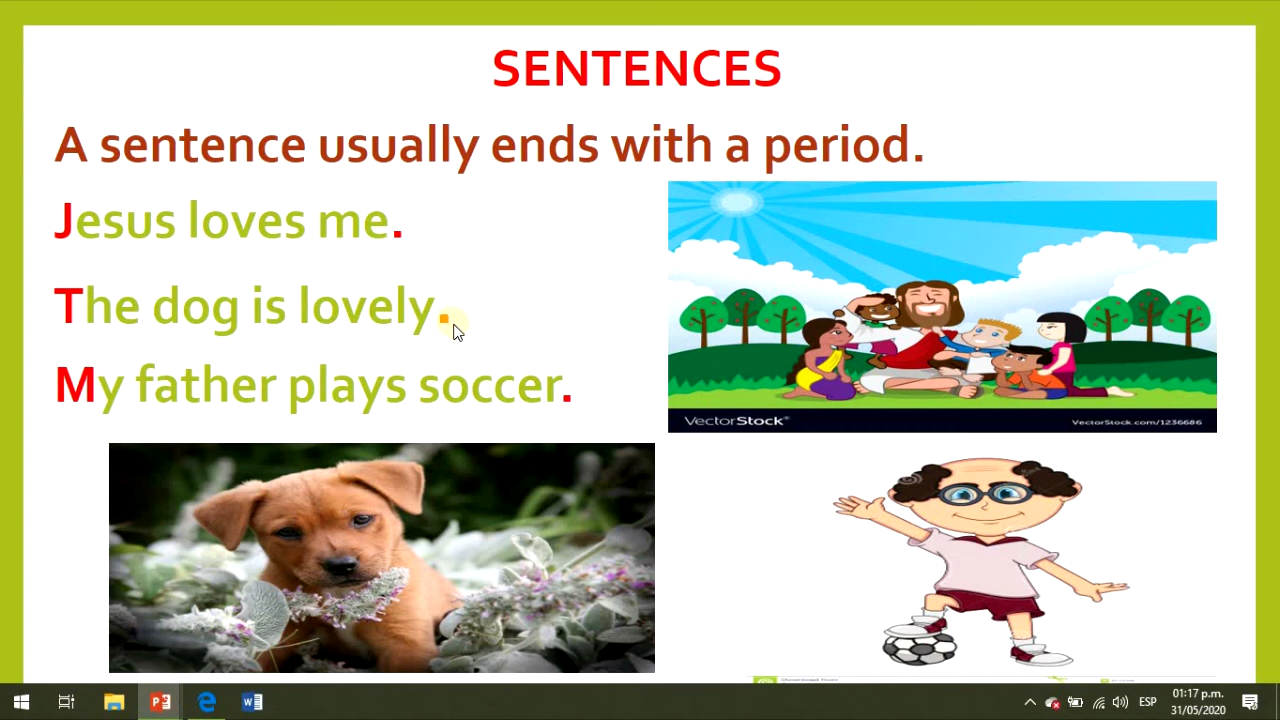 SENTENCES
A sentence usually ends with a period.
Jesus loves me.
The dog is lovely.
My father plays soccer.
VectorStock®
VectorStock.com/1236686
ESP
01:17 p.m.
31/05/2020